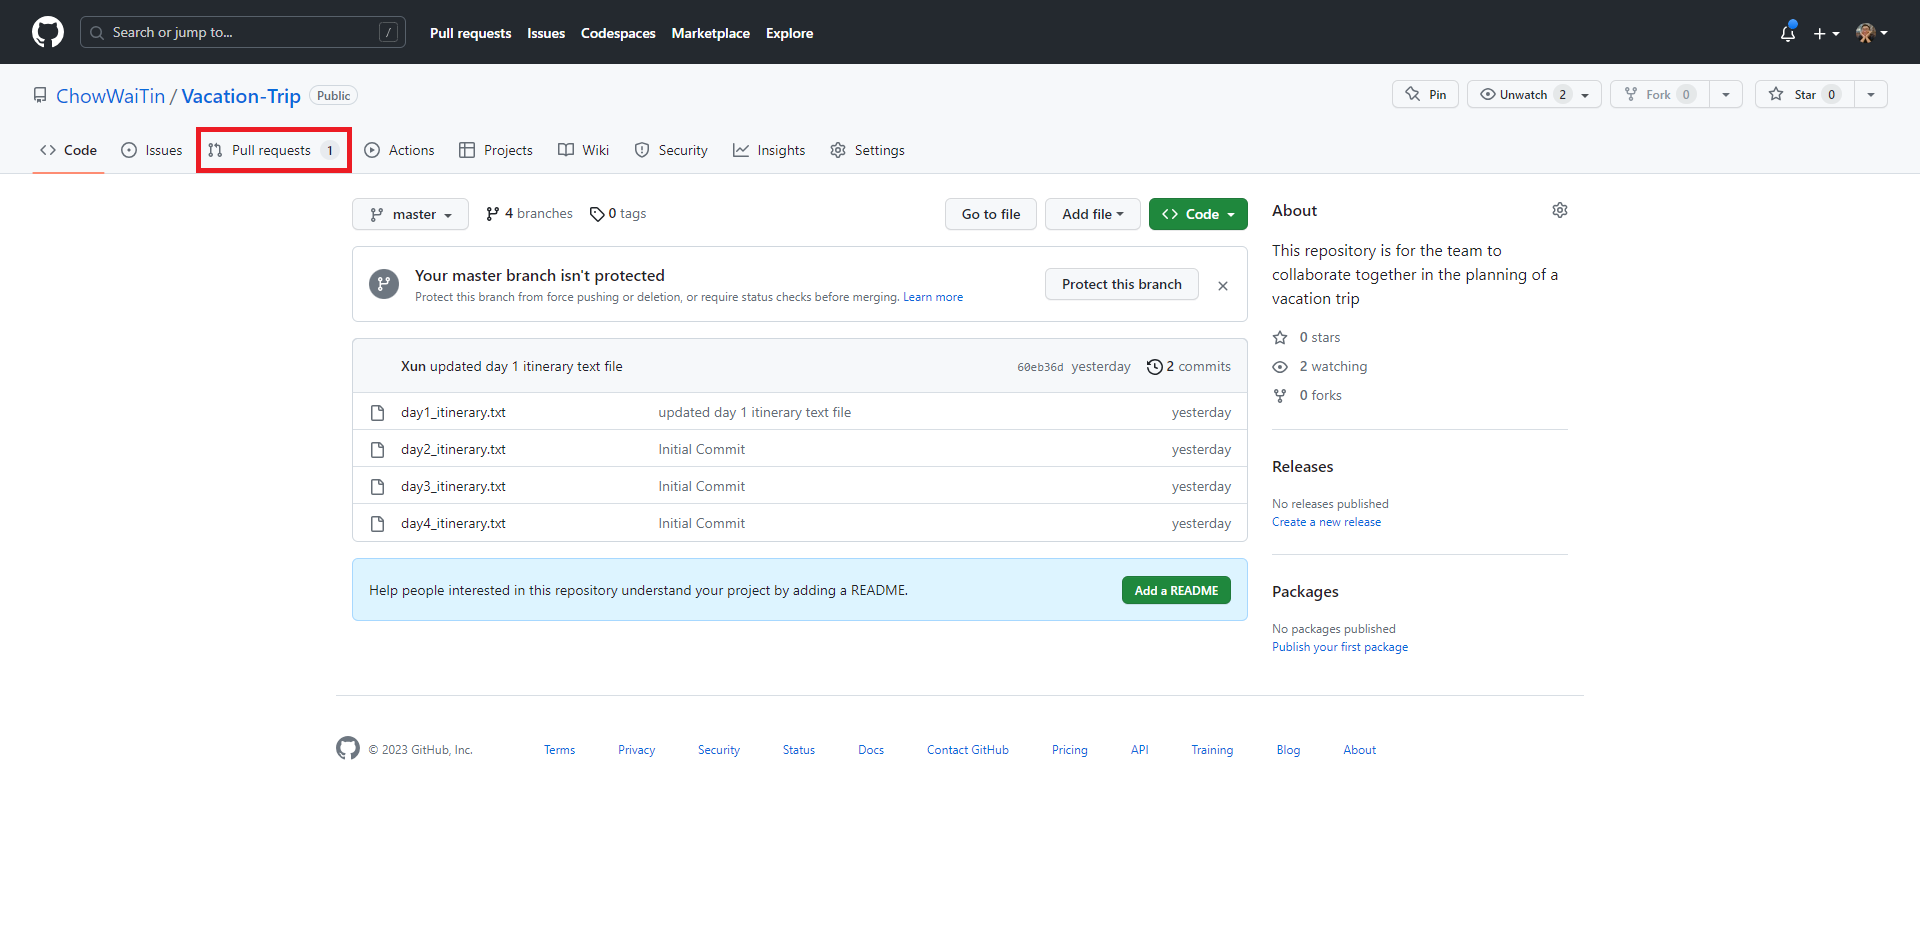 Search or jump to... / Pull requests Issues Codespaces Marketplace Explore
ChowWaiTin / Vacation-Trip Public Pin Unwatch 2 Fork 0 Star 0
Code Issues Pull requests 1 Actions Projects Wiki Security Insights Settings
master 4 branches 0 tags Go to file Add file Code
Your master branch isn't protected
Protect this branch from force pushing or deletion, or require status checks before merging. Learn more
Protect this branch
Xun updated day 1 itinerary text file 60eb36d yesterday 2 commits
day1_itinerary.txt updated day 1 itinerary text file yesterday
day2_itinerary.txt Initial Commit yesterday
day3_itinerary.txt Initial Commit yesterday
day4_itinerary.txt Initial Commit yesterday
Help people interested in this repository understand your project by adding a README. Add a README
About
This repository is for the team to
collaborate together in the planning of a
vacation trip
0 stars
2 watching
0 forks
Releases
No releases published
Create a new release
Packages
No packages published
Publish your first package
© 2023 GitHub, Inc. Terms Privacy Security Status Docs Contact GitHub Pricing API Training Blog About